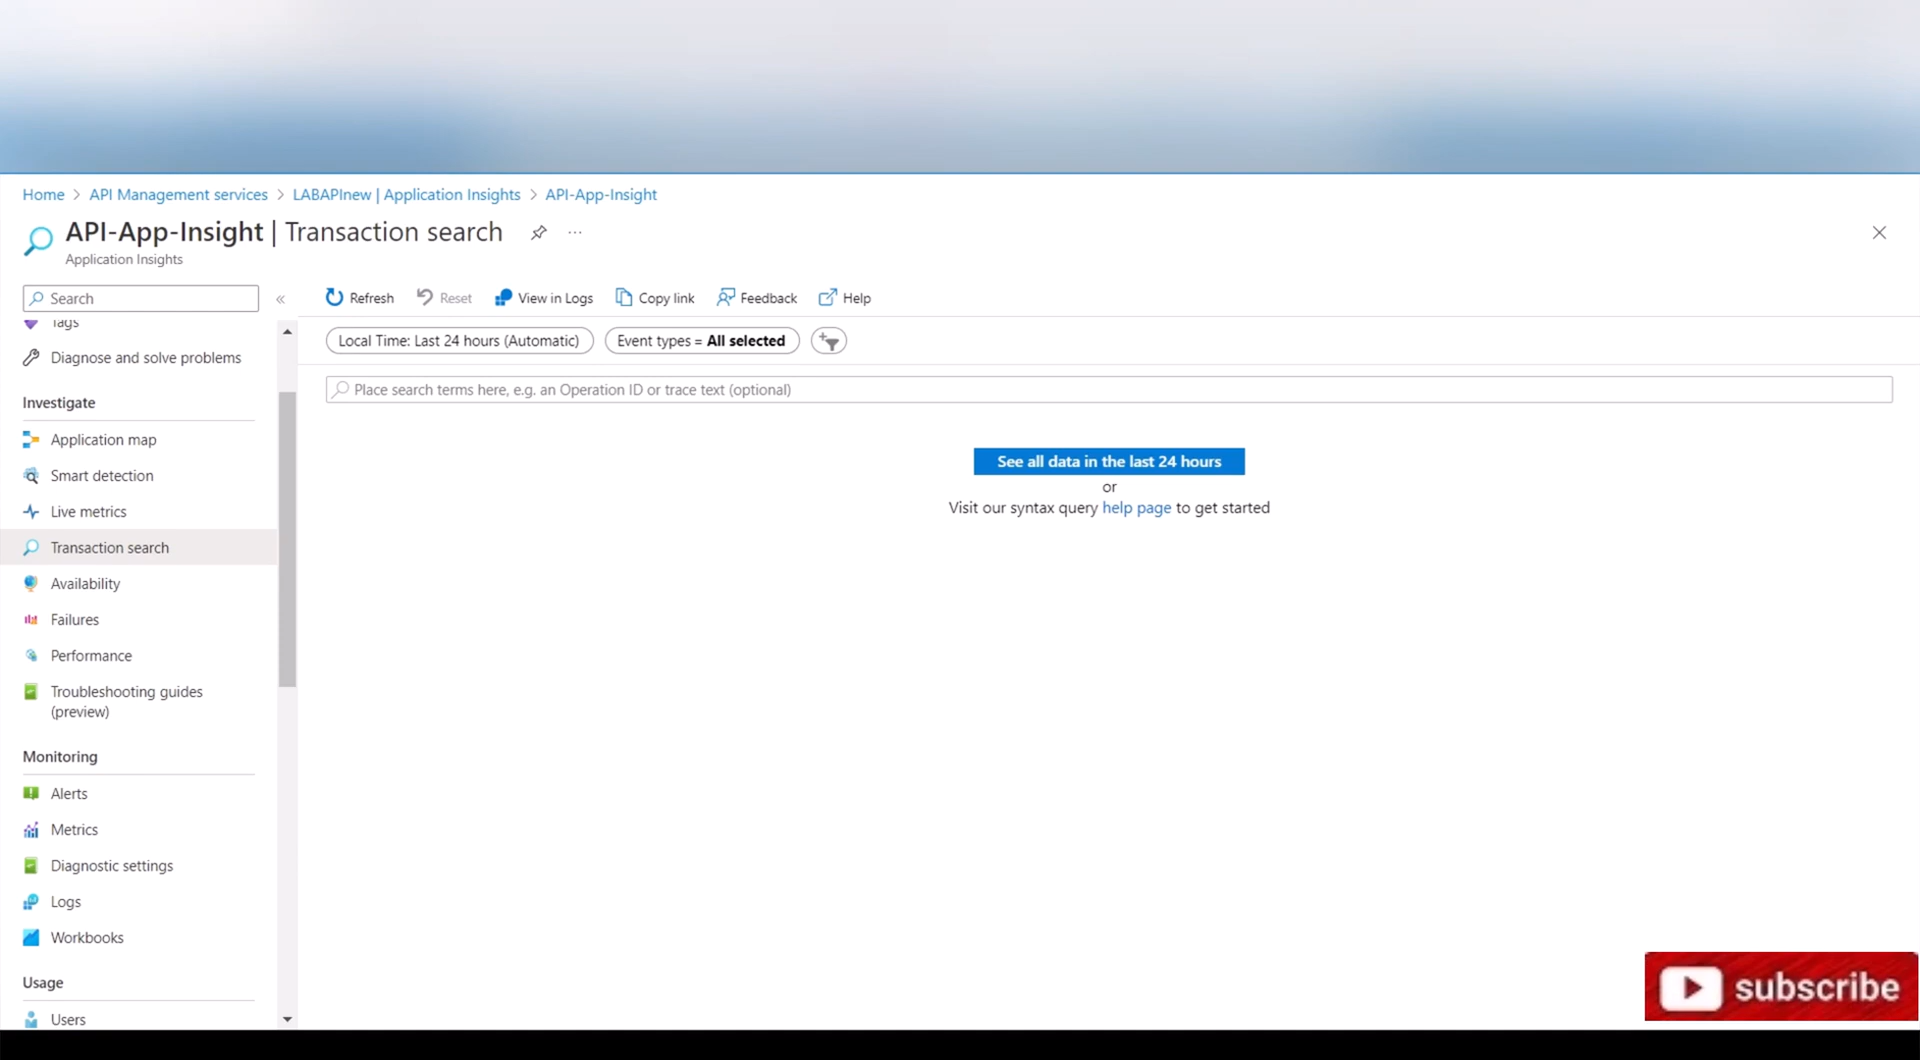 Home > API Management services > LABAPInew | Application Insights > API-App-Insight
API-App-Insight | Transaction search
Application Insights
Search
Refresh Reset View in Logs Copy link Feedback Help
Local Time: Last 24 hours (Automatic) Event types = All selected
Place search terms here, e.g. an Operation ID or trace text (optional)
See all data in the last 24 hours
or
Visit our syntax query help page to get started
Tags
Diagnose and solve problems
Investigate
Application map
Smart detection
Live metrics
Transaction search
Availability
Failures
Performance
Troubleshooting guides
(preview)
Monitoring
Alerts
Metrics
Diagnostic settings
Logs
Workbooks
Usage
Users
subscribe